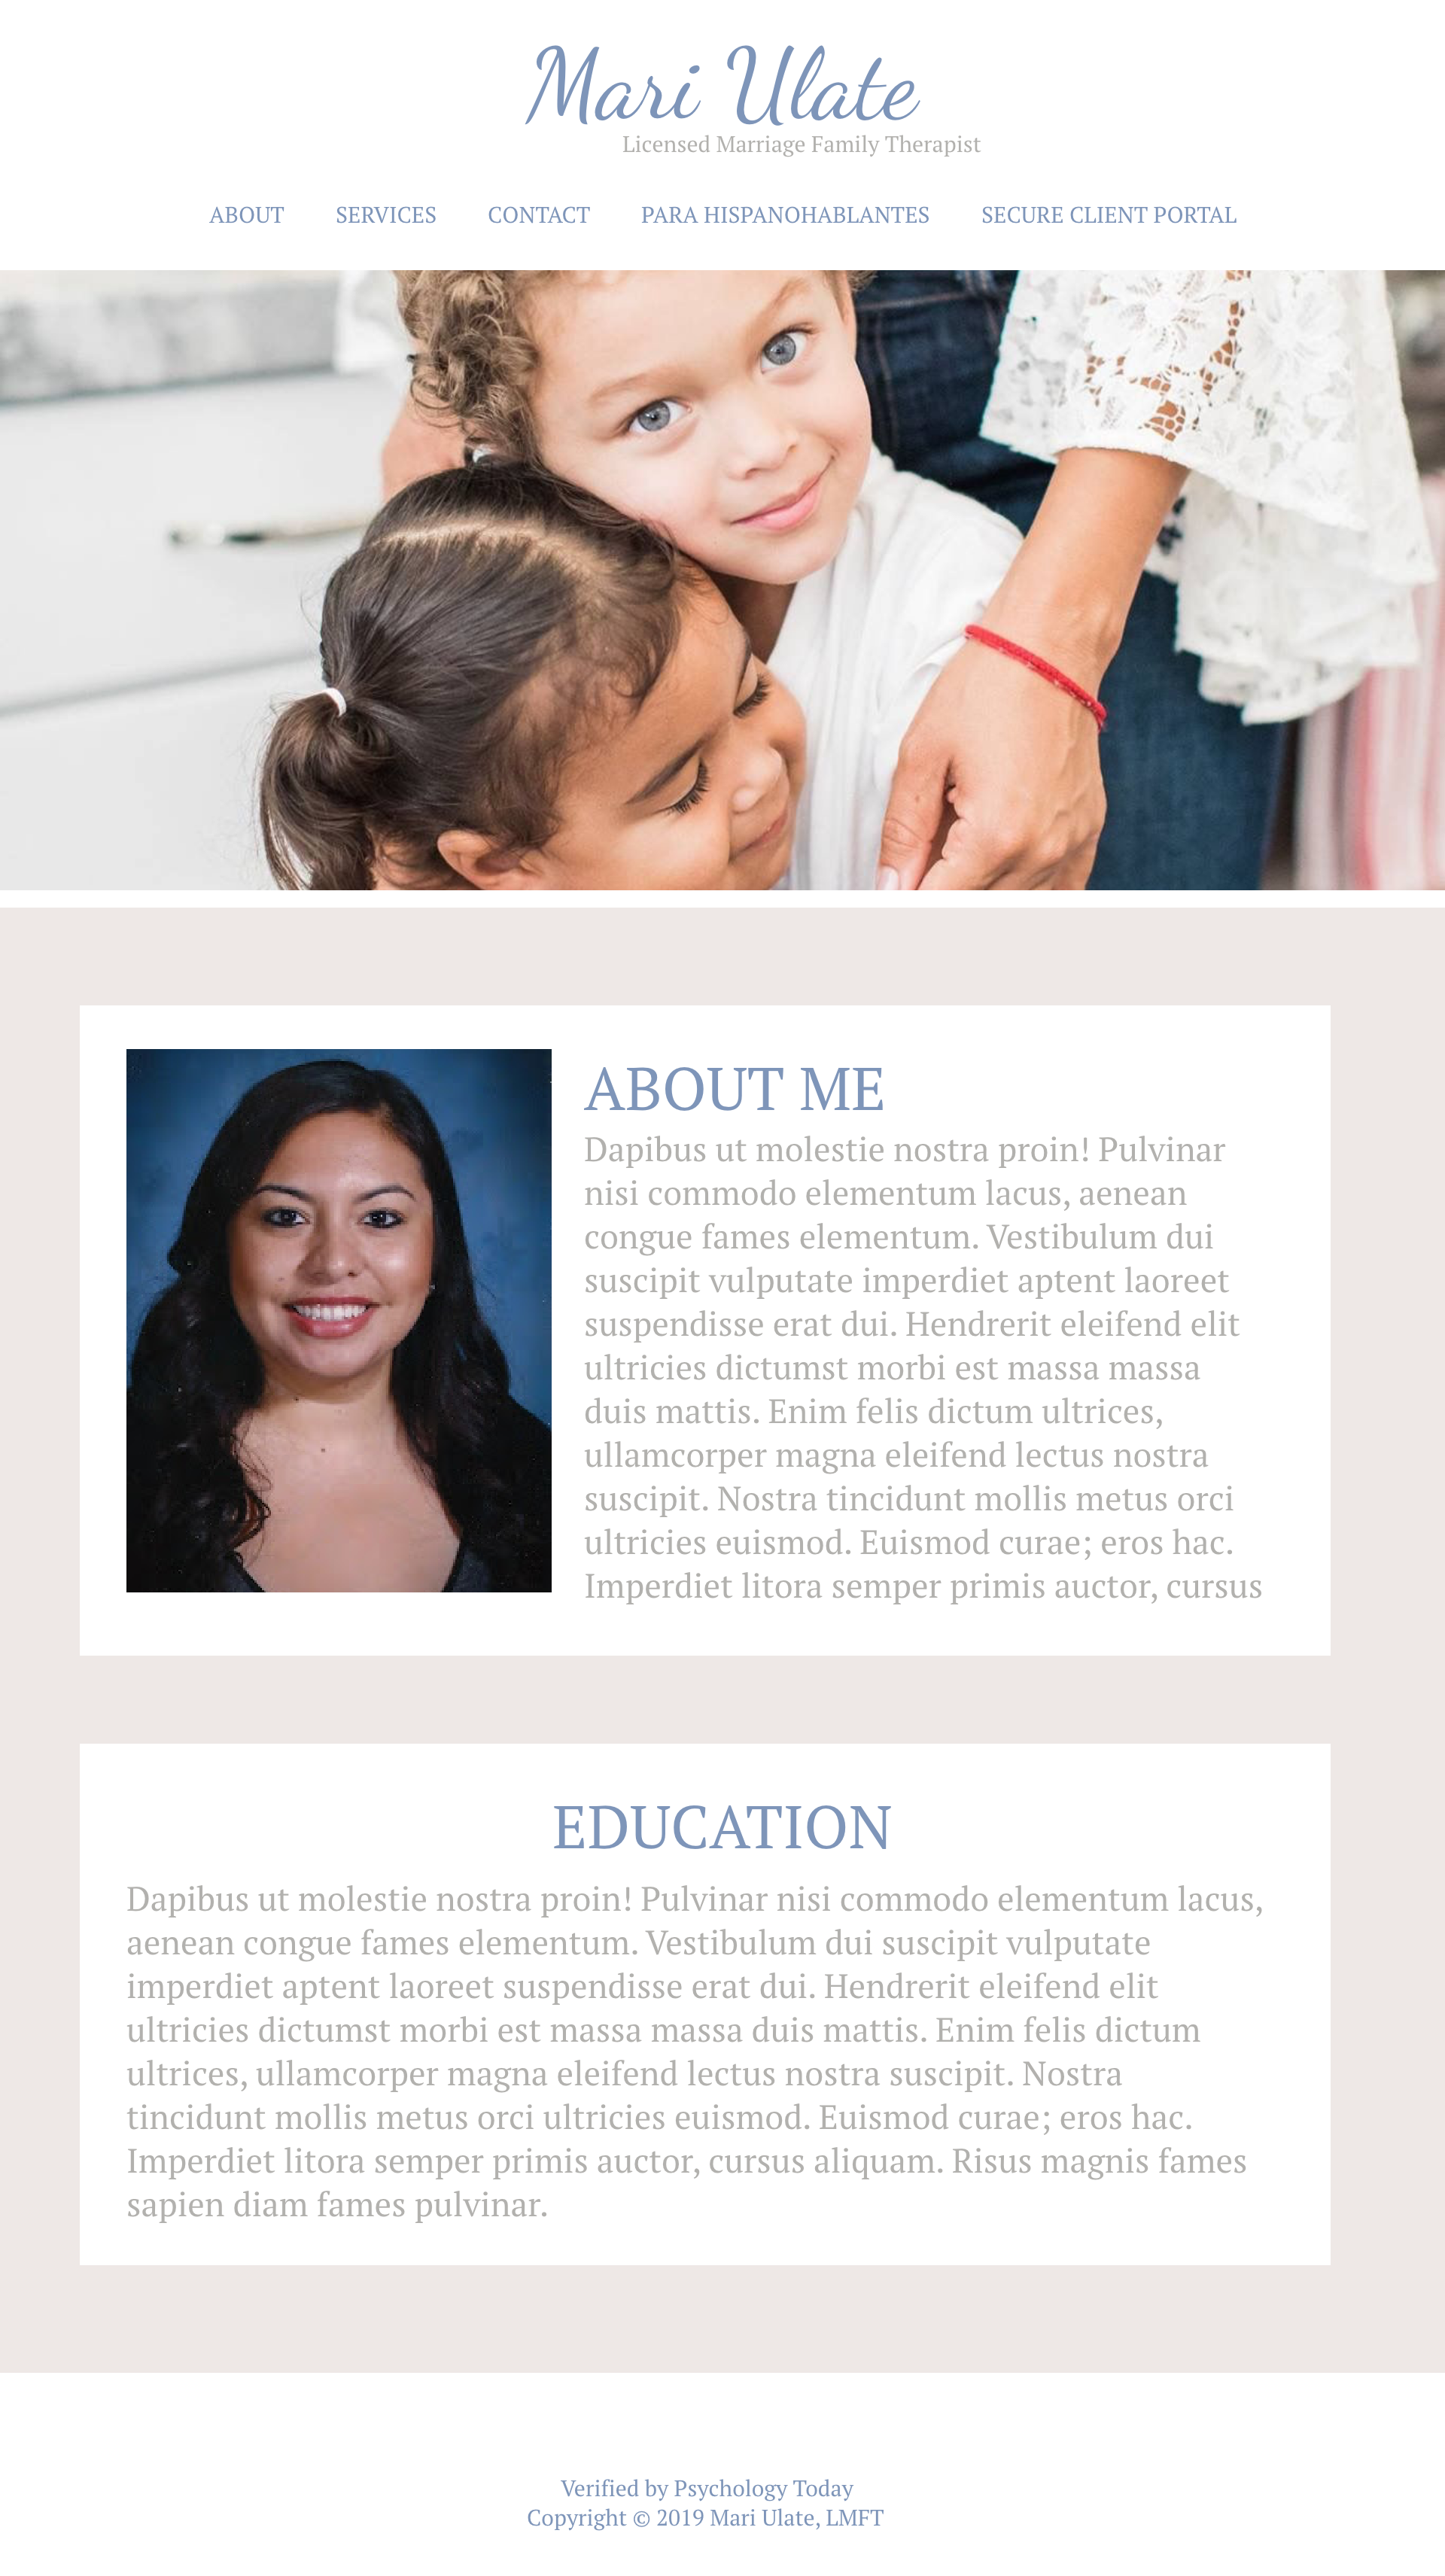 Mari Ulate
Licensed Marriage Family Therapist
ABOUT SERVICES CONTACT PARA HISPANOHABLANTES SECURE CLIENT PORTAL
ABOUT ME
Dapibus ut molestie nostra proin! Pulvinar
nisi commodo elementum lacus, aenean
congue fames elementum. Vestibulum dui
suscipit vulputate imperdiet aptent laoreet
suspendisse erat dui. Hendrerit eleifend elit
ultricies dictumst morbi est massa massa
duis mattis. Enim felis dictum ultrices,
ullamcorper magna eleifend lectus nostra
suscipit. Nostra tincidunt mollis metus orci
ultricies euismod. Euismod curae; eros hac.
Imperdiet litora semper primis auctor, cursus
EDUCATION
Dapibus ut molestie nostra proin! Pulvinar nisi commodo elementum lacus,
aenean congue fames elementum. Vestibulum dui suscipit vulputate
imperdiet aptent laoreet suspendisse erat dui. Hendrerit eleifend elit
ultricies dictumst morbi est massa massa duis mattis. Enim felis dictum
ultrices, ullamcorper magna eleifend lectus nostra suscipit. Nostra
tincidunt mollis metus orci ultricies euismod. Euismod curae; eros hac.
Imperdiet litora semper primis auctor, cursus aliquam. Risus magnis fames
sapien diam fames pulvinar.
Verified by Psychology Today
Copyright © 2019 Mari Ulate, LMFT